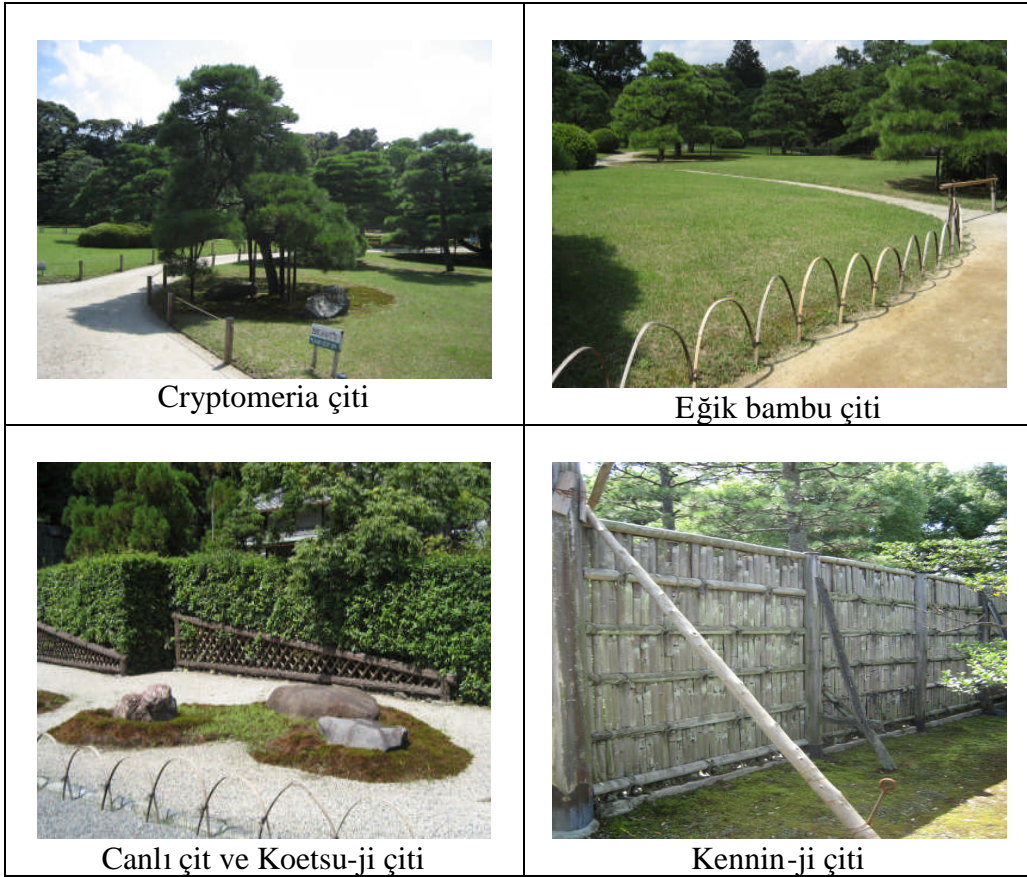 Cryptomeria çiti
Eğik bambu çiti
Canlı çit ve Koetsu-ji çiti
Kennin-ji çiti